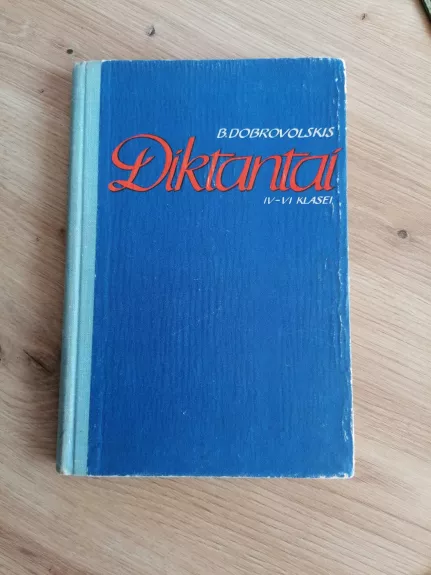 B.DOBROVOLSKIS
Diktantai
IV-VI KLASEI